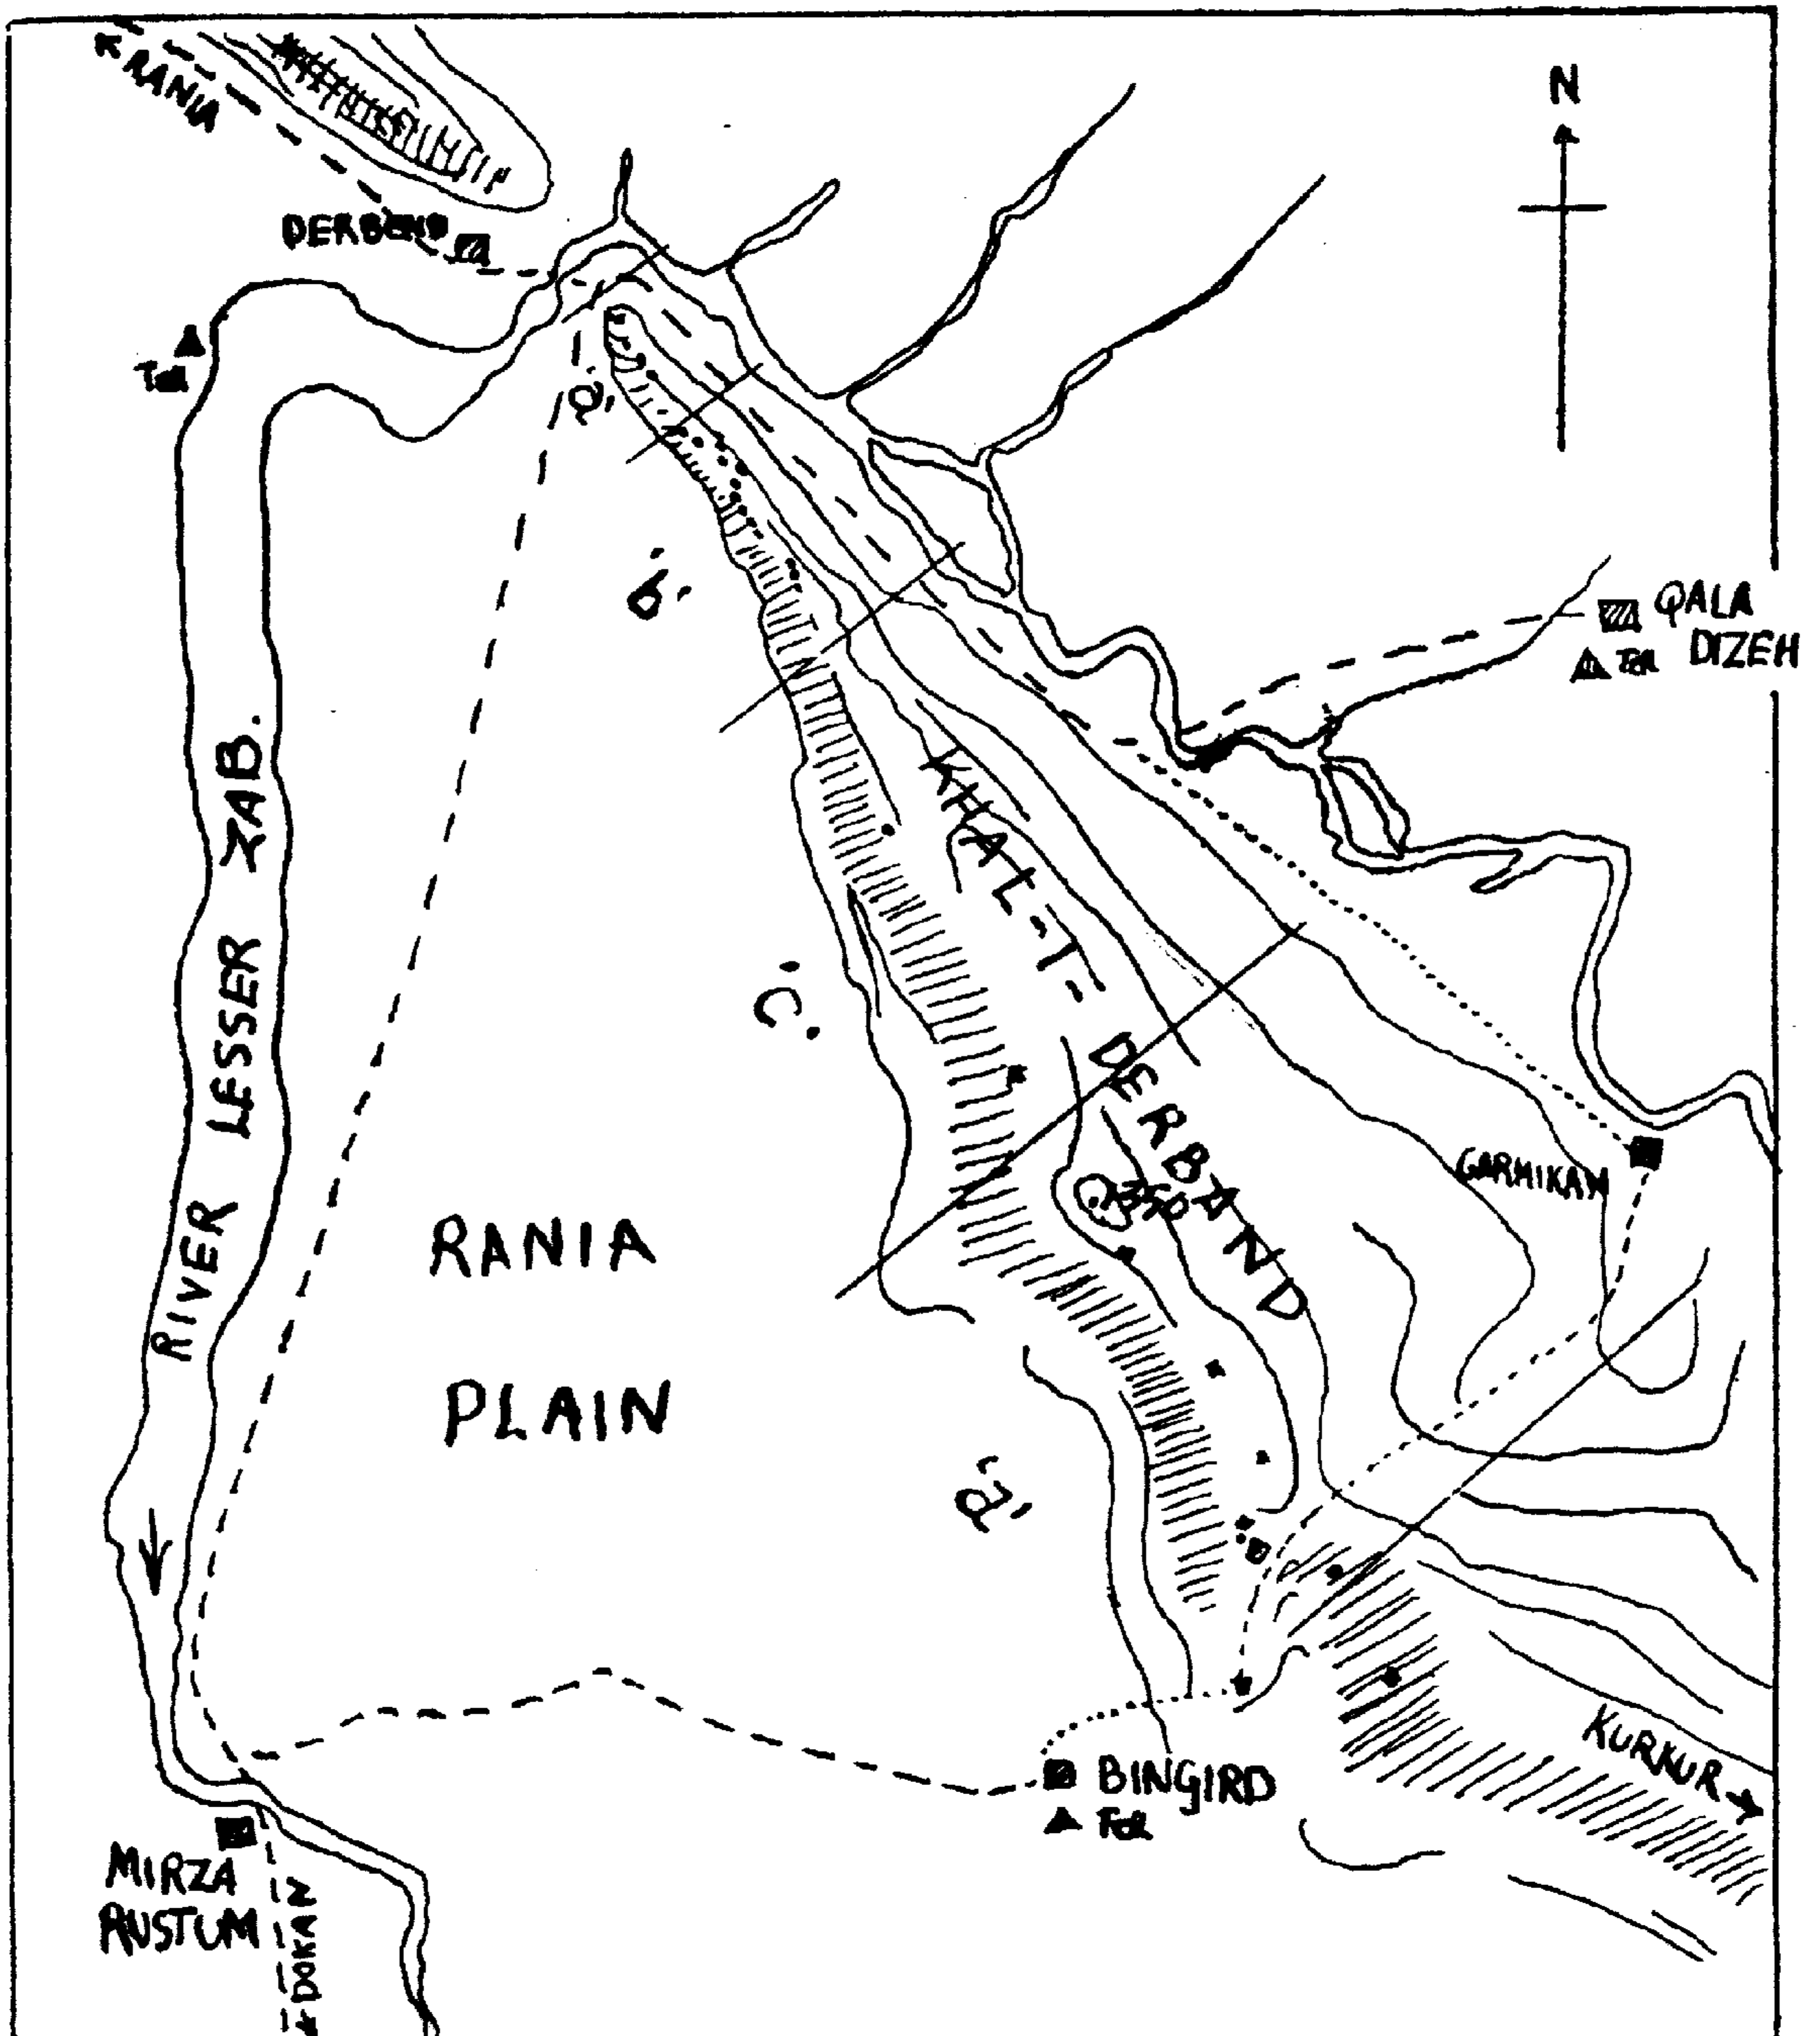 RANIA
N
DERBEND
Tell
'a'
'b'
QALA
Tell DIZEH
RIVER LESSER ZAB.
KHAL-I-DERBAND
'c'
GARMIKAN
1350
RANIA
PLAIN
'd'
KURKUR
BINGIRD
Tell
MIRZA
RUSTUM
DOKAN